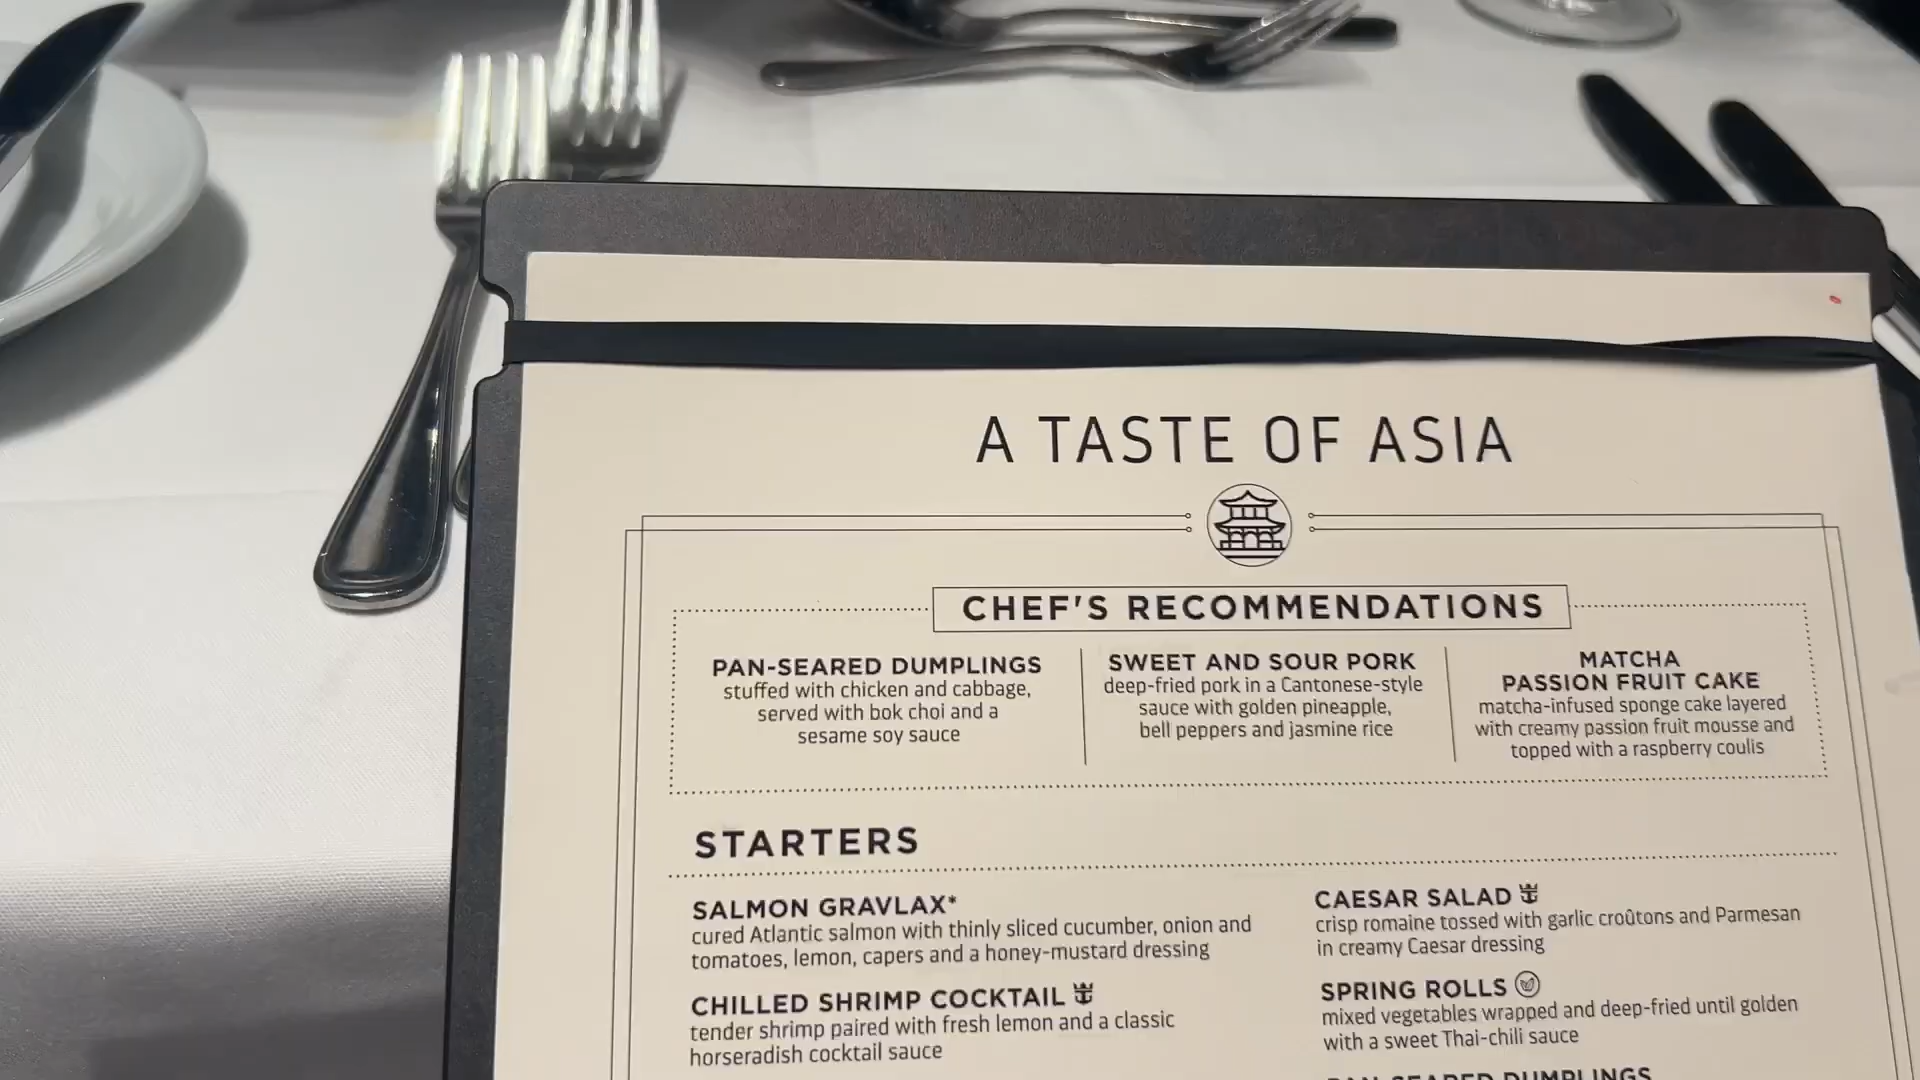 A TASTE OF ASIA
CHEF'S RECOMMENDATIONS
PAN-SEARED DUMPLINGS
stuffed with chicken and cabbage,
served with bok choi and a
sesame soy sauce
SWEET AND SOUR PORK
deep-fried pork in a Cantonese-style
sauce with golden pineapple,
bell peppers and jasmine rice
MATCHA
PASSION FRUIT CAKE
matcha-infused sponge cake layered
with creamy passion fruit mousse and
topped with a raspberry coulis
STARTERS
SALMON GRAVLAX*
cured Atlantic salmon with thinly sliced cucumber, onion and
tomatoes, lemon, capers and a honey-mustard dressing
CHILLED SHRIMP COCKTAIL
tender shrimp paired with fresh lemon and a classic
horseradish cocktail sauce
CAESAR SALAD
crisp romaine tossed with garlic croûtons and Parmesan
in creamy Caesar dressing
SPRING ROLLS
mixed vegetables wrapped and deep-fried until golden
with a sweet Thai-chili sauce
PAN-SEARED DUMPLINGS